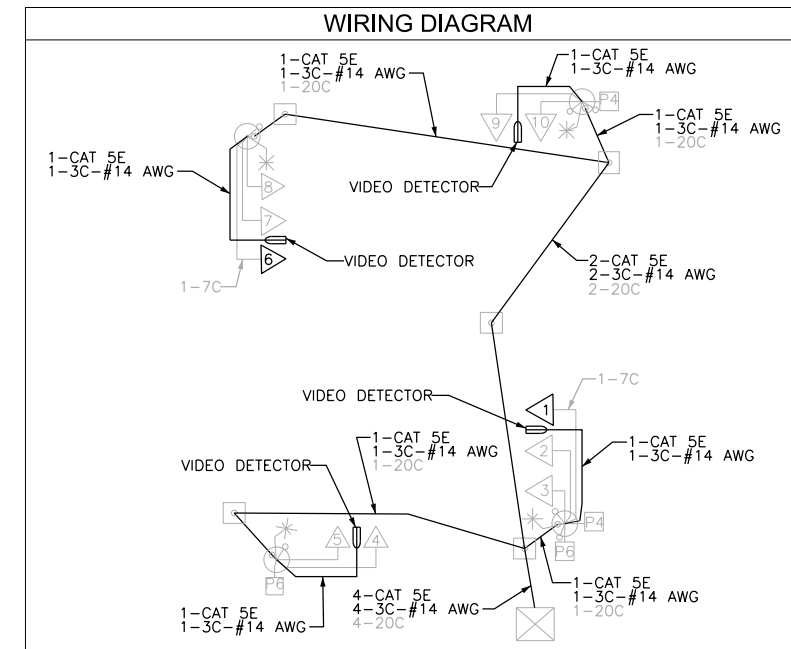 WIRING DIAGRAM
1-CAT 5E
1-3C-#14 AWG
1-20C
1-CAT 5E
1-3C-#14 AWG
9
10
P4
1-CAT 5E
1-3C-#14 AWG
1-20C
1-CAT 5E
1-3C-#14 AWG
8
7
6
VIDEO DETECTOR
VIDEO DETECTOR
1-7C
2-CAT 5E
2-3C-#14 AWG
2-20C
VIDEO DETECTOR
1
1-7C
2
3
1-CAT 5E
1-3C-#14 AWG
1-CAT 5E
1-3C-#14 AWG
1-20C
VIDEO DETECTOR
5
4
P6
P4
P6
1-CAT 5E
1-3C-#14 AWG
4-CAT 5E
4-3C-#14 AWG
4-20C
1-CAT 5E
1-3C-#14 AWG
1-20C